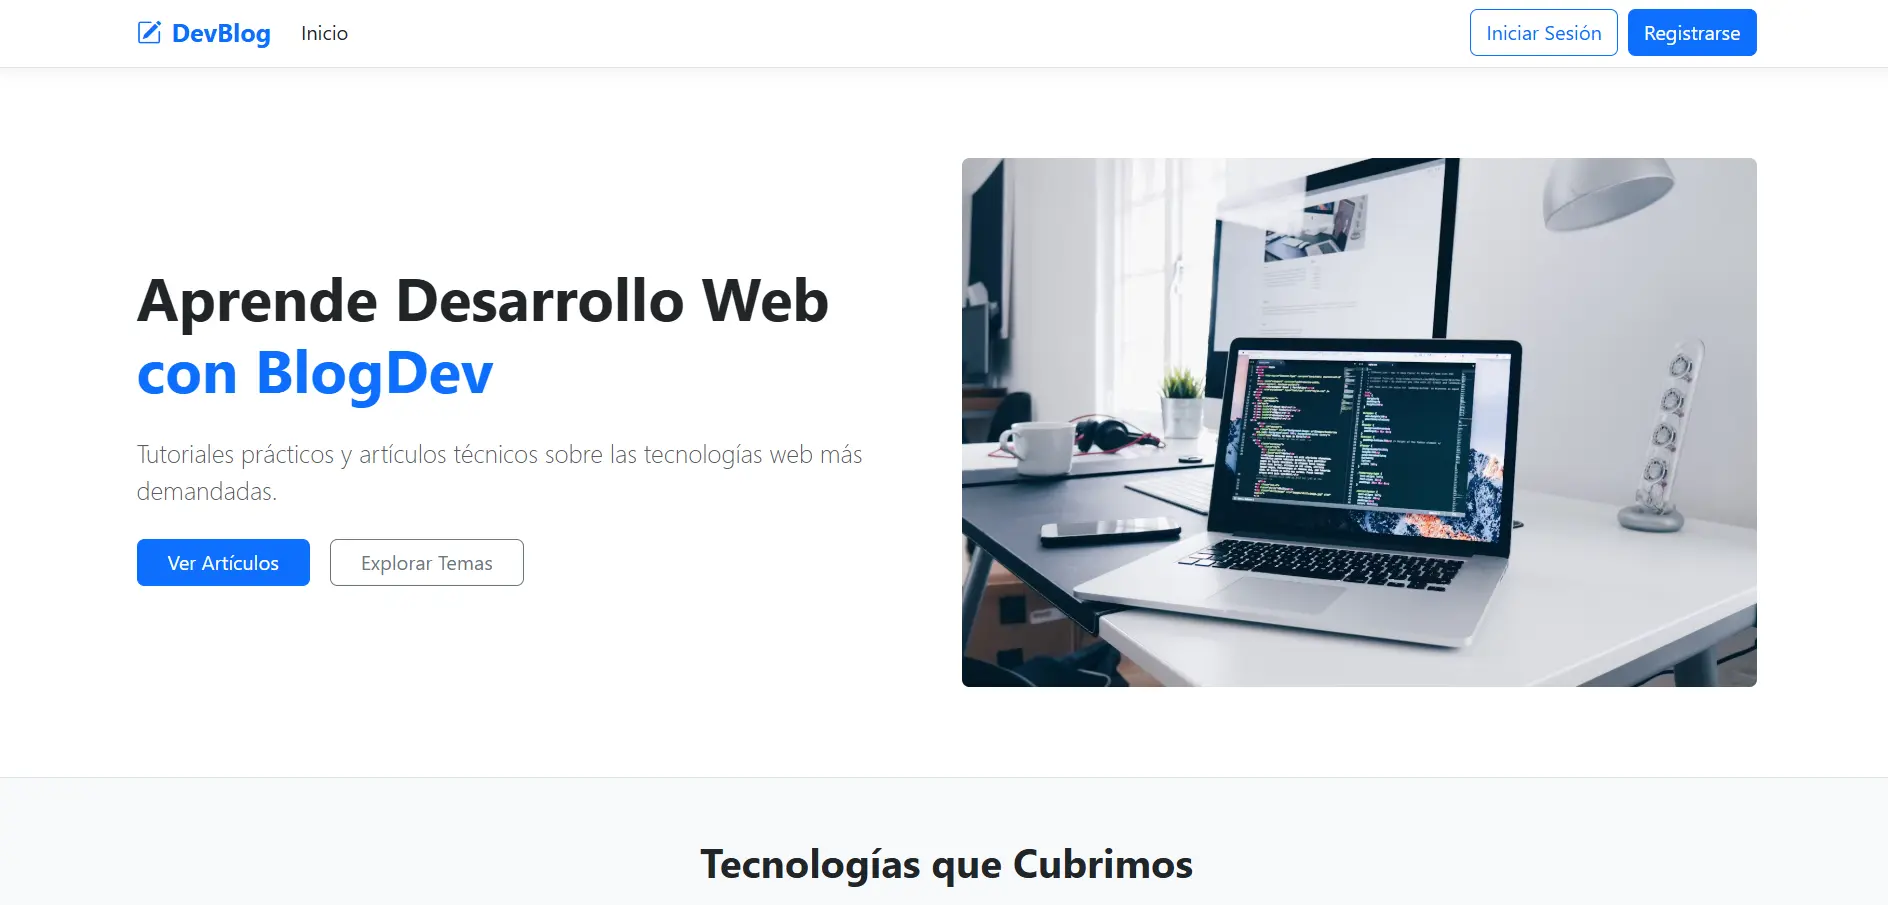 DevBlog
Inicio
Iniciar Sesión
Registrarse
Aprende Desarrollo Web
con BlogDev
Tutoriales prácticos y artículos técnicos sobre las tecnologías web más
demandadas.
Ver Artículos
Explorar Temas
Tecnologías que Cubrimos